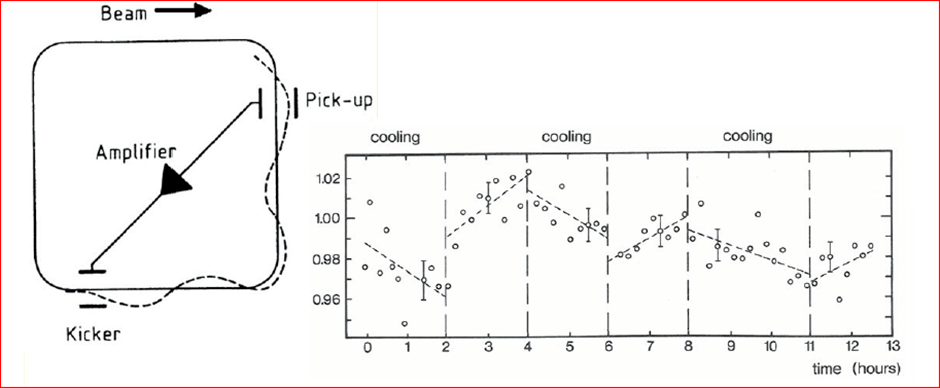 Beam
Pick-up
Amplifier
Kicker
cooling cooling cooling
1.02
1.00
0.98
0.96
0 1 2 3 4 5 6 7 8 9 10 11 12 13
time (hours)